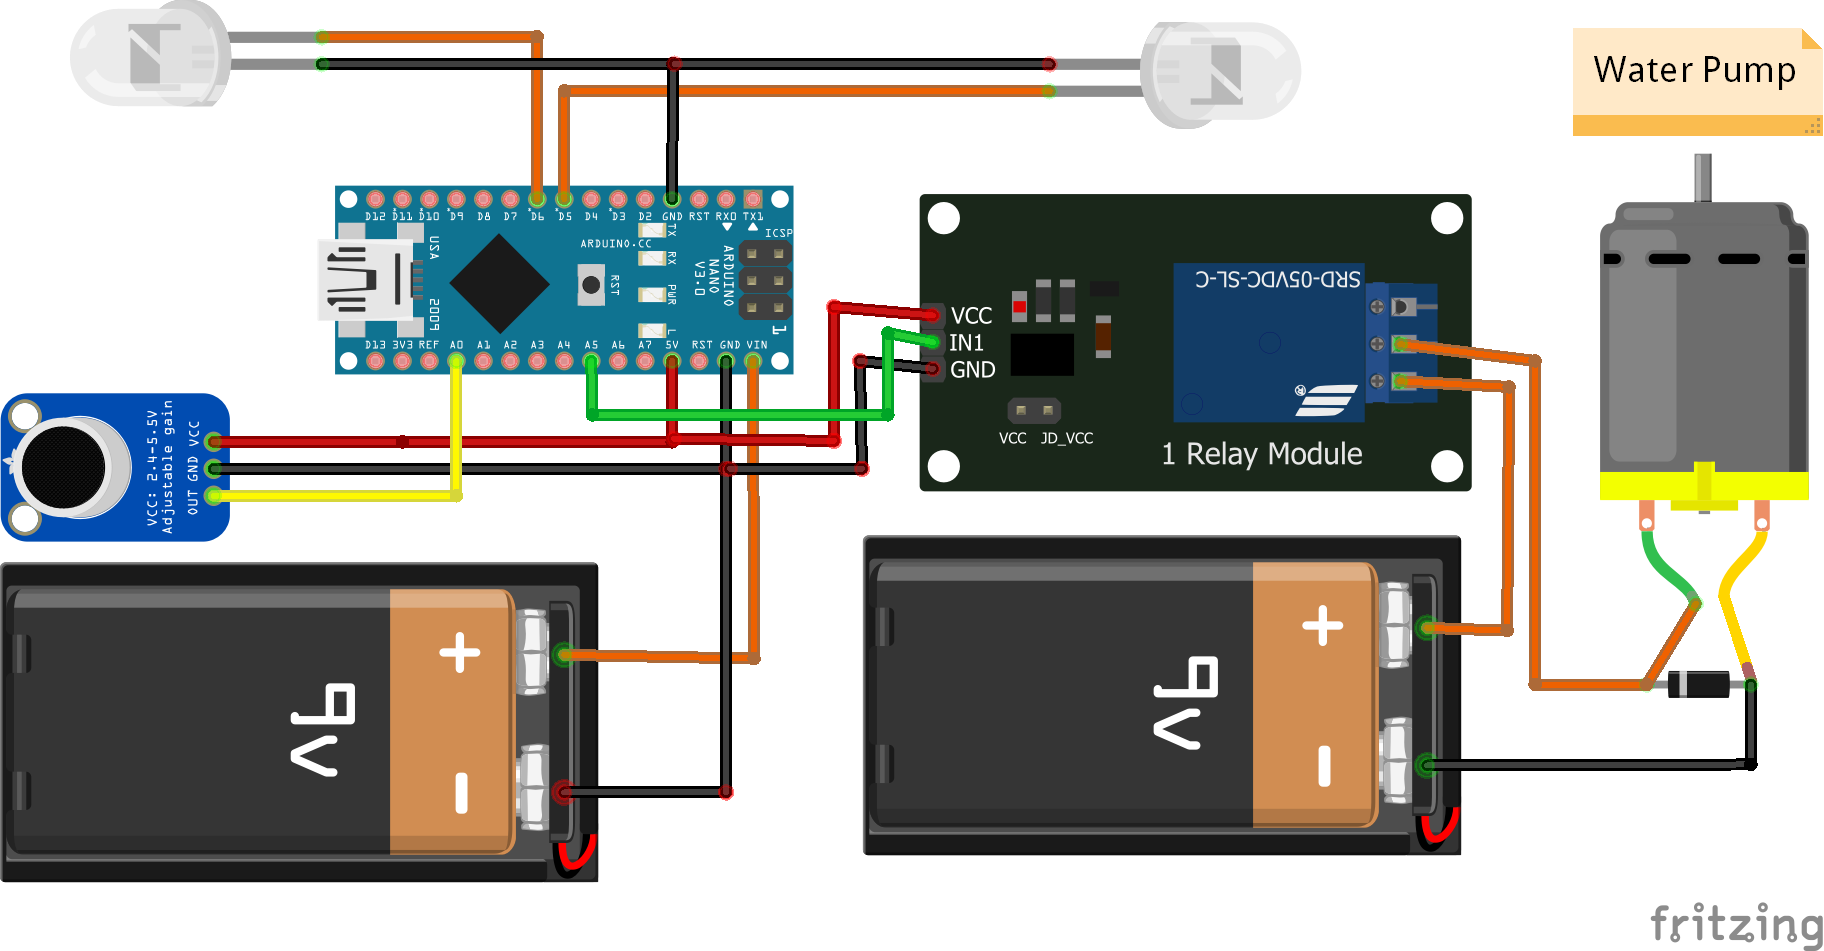 Water Pump
D12 D11 D10 D9 D8 D7 D6 D5 D4 D3 D2 GND RST RX0 TX1
TX
ICSP
USA
ARDUINO.CC
RX
RST
ARDUINO
NANO
V3.0
PWR
2009
L
1
D13 3V3 REF A0 A1 A2 A3 A4 A5 A6 A7 5V RST GND VIN
SRD-05VDC-SL-C
VCC
IN1
GND
®
VCC JD_VCC
1 Relay Module
VCC: 2.4-5.5V
Adjustable gain
OUT GND VCC
+
9v
-
+
9v
-
fritzing